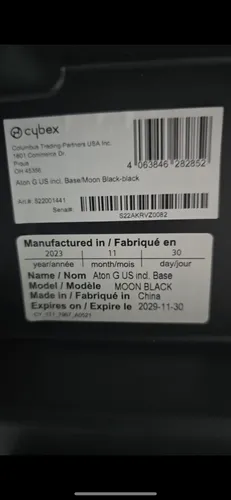 cybex
Columbus Trading Partners USA Inc.
1801 Commerce Dr.
Piqua
OH 45356
4 063846 282852
Aton G US incl. Base/Moon Black-black
Art.#: 522001441
Serial#:
S22AKRVZ0082
Manufactured in / Fabriqué en
2023 11 30
year/année month/mois day/jour
Name / Nom Aton G US incl. Base
Model / Modèle MOON BLACK
Made in / Fabriqué in China
Expires / Expire le 2029-11-30